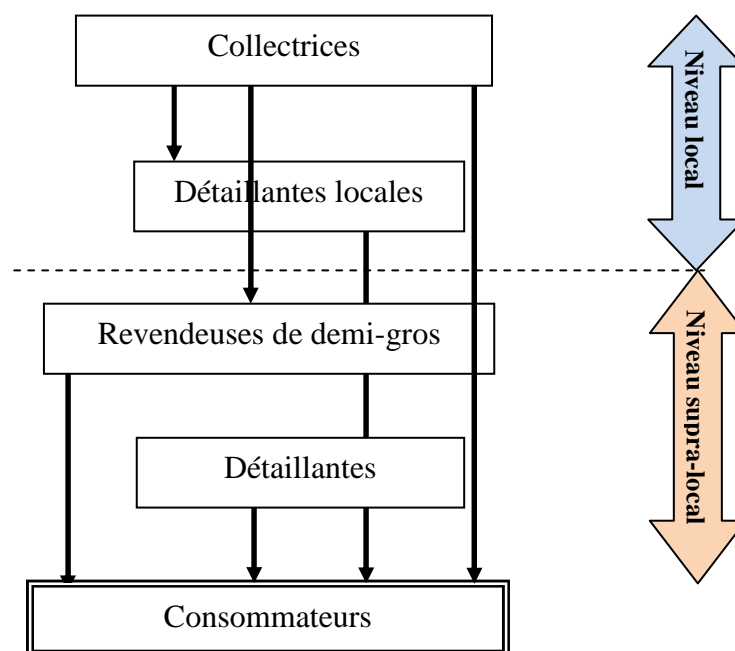 Collectrices
Niveau local
Détaillantes locales
Revendeuses de demi-gros
Niveau supra-local
Détaillantes
Consommateurs